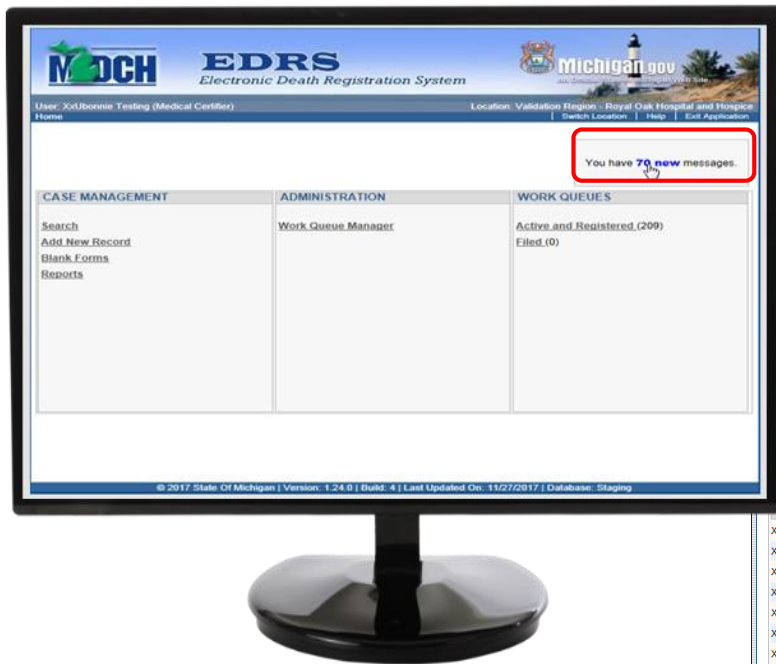 MDCH
EDRS
Electronic Death Registration System
Michigan.gov
User: XxUbonnie Testing (Medical Certifier)
Location: Validation Region - Royal Oak Hospital and Hospice
Home
| Switch Location | Help | Exit Application
You have 70 new messages.
CASE MANAGEMENT
ADMINISTRATION
WORK QUEUES
Search
Work Queue Manager
Active and Registered (209)
Add New Record
Filed (0)
Blank Forms
Reports
© 2017 State Of Michigan | Version: 1.24.0 | Build: 4 | Last Updated On: 11/27/2017 | Database: Staging